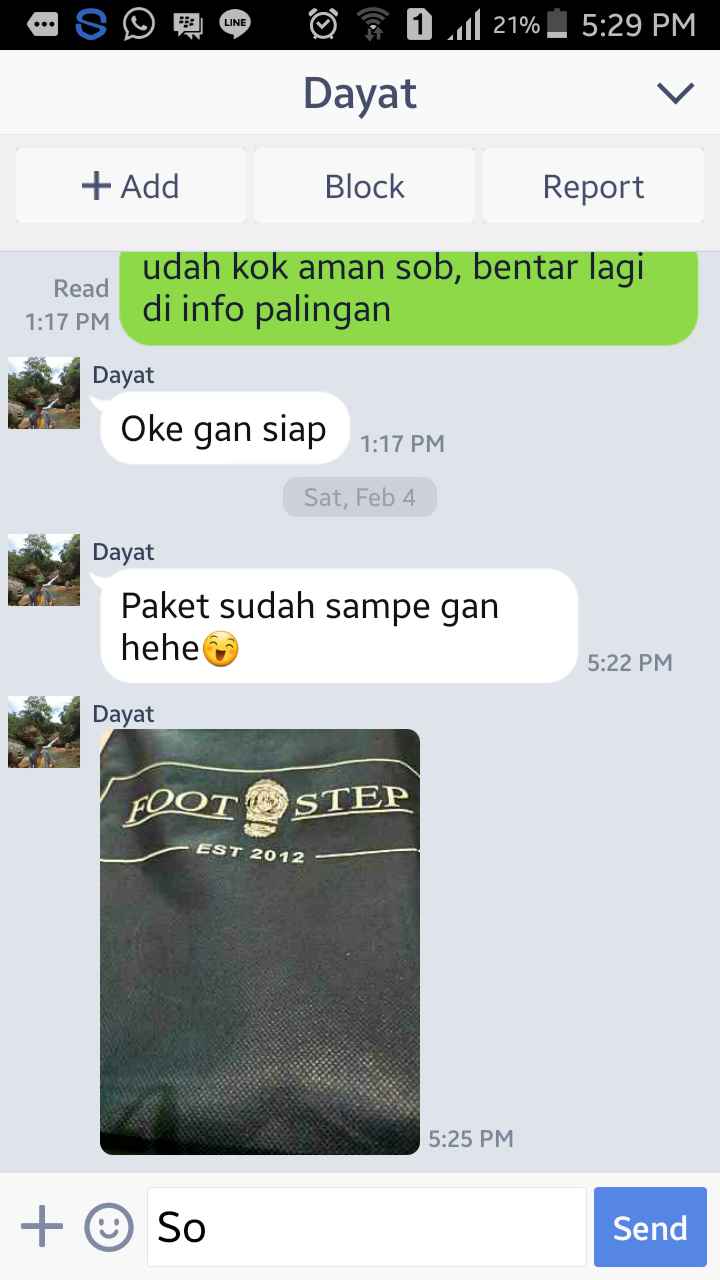 LINE
1
21%
5:29 PM
Dayat
+ Add
Block
Report
udah kok aman sob, bentar lagi
di info palingan
Read
1:17 PM
Dayat
Oke gan siap
1:17 PM
Sat, Feb 4
Dayat
Paket sudah sampe gan
hehe
5:22 PM
Dayat
FOOT STEP
EST 2012
5:25 PM
So
Send